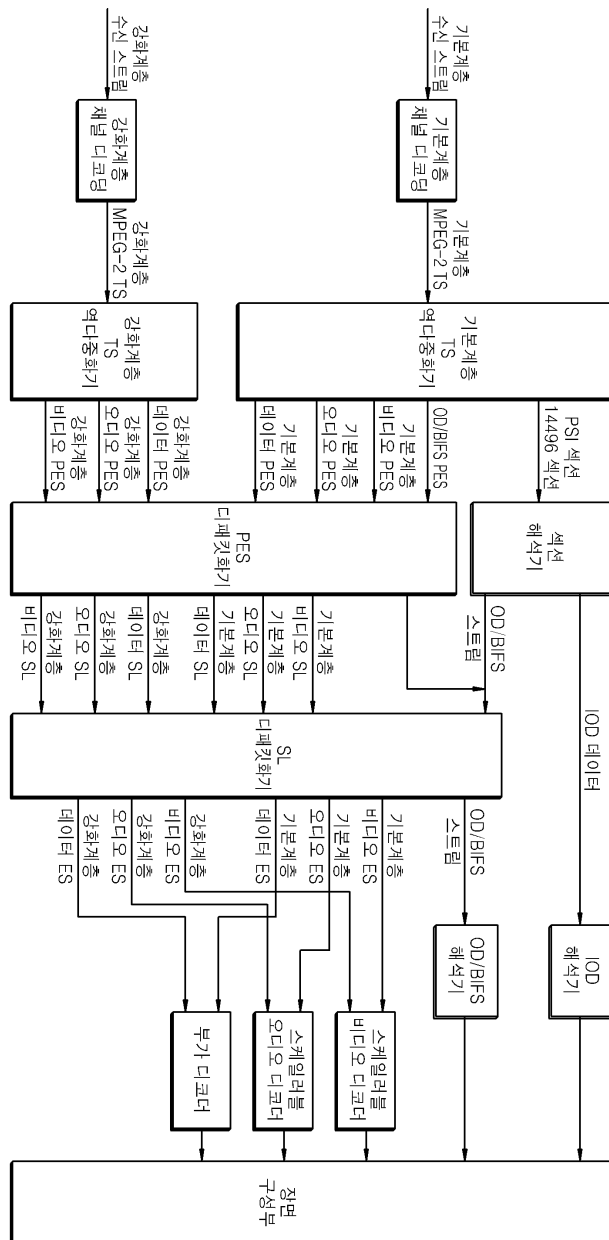 기본계층
수신 스트림
강화계층
수신 스트림
기본계층
채널 디코딩
강화계층
채널 디코딩
기본계층
MPEG-2 TS
강화계층
MPEG-2 TS
기본계층
TS
역다중화기
강화계층
TS
역다중화기
PSI 섹션
14496 섹션
OD/BIFS PES
기본계층
비디오 PES
기본계층
오디오 PES
기본계층
데이터 PES
강화계층
데이터 PES
강화계층
오디오 PES
강화계층
비디오 PES
섹션
해석기
PES
디패킷화기
IOD 데이터
OD/BIFS
스트림
기본계층
비디오 SL
기본계층
오디오 SL
기본계층
데이터 SL
강화계층
데이터 SL
강화계층
오디오 SL
강화계층
비디오 SL
SL
디패킷화기
OD/BIFS
스트림
기본계층
비디오 ES
기본계층
오디오 ES
기본계층
데이터 ES
강화계층
비디오 ES
강화계층
오디오 ES
강화계층
데이터 ES
IOD
해석기
OD/BIFS
해석기
스케일러블
비디오 디코더
스케일러블
오디오 디코더
부가 디코더
장면
구성부